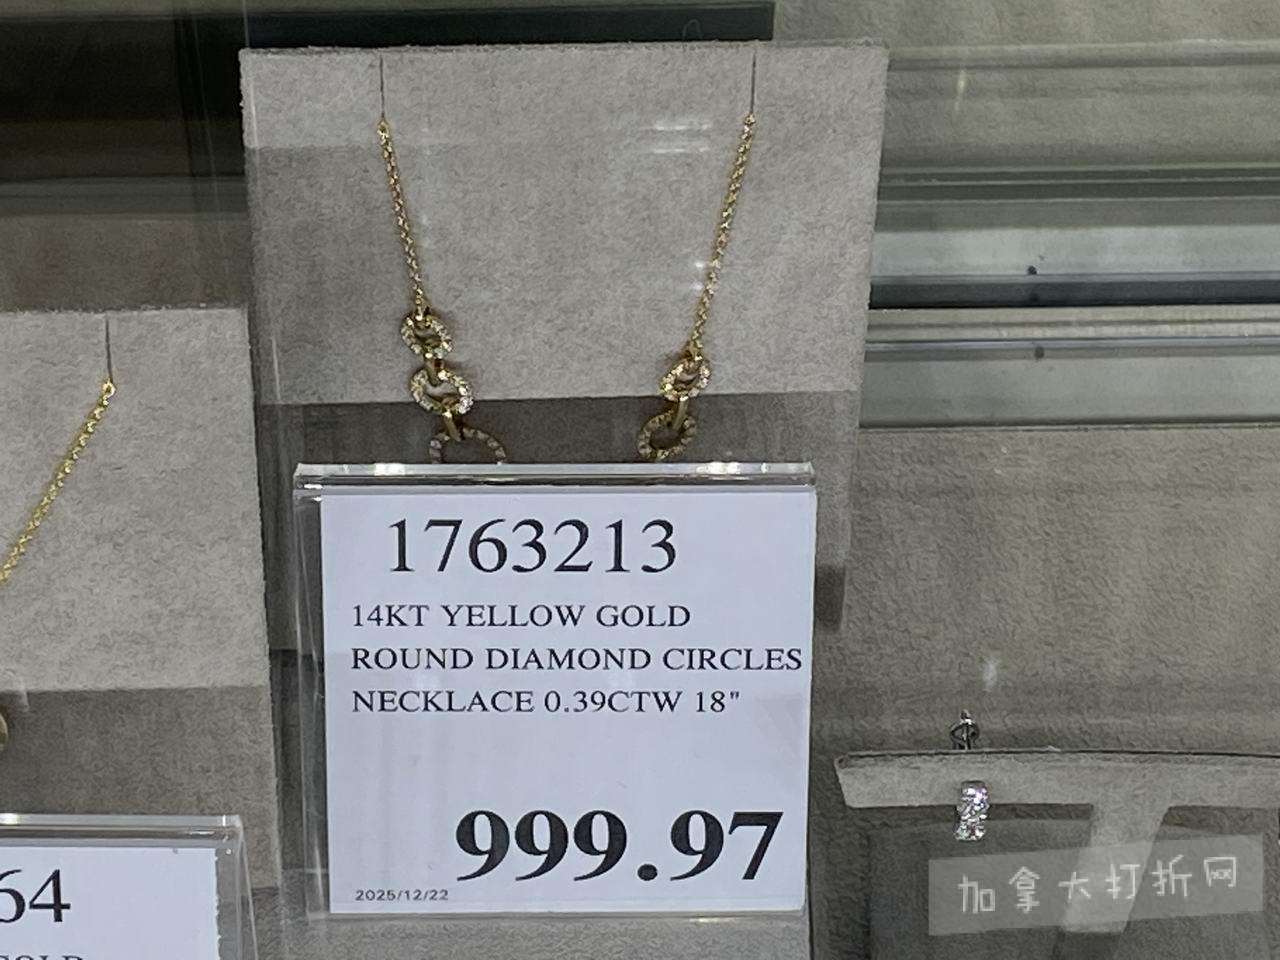 1763213
14KT YELLOW GOLD
ROUND DIAMOND CIRCLES
NECKLACE 0.39CTW 18"
999.97
2025/12/22
64
加拿大打折网